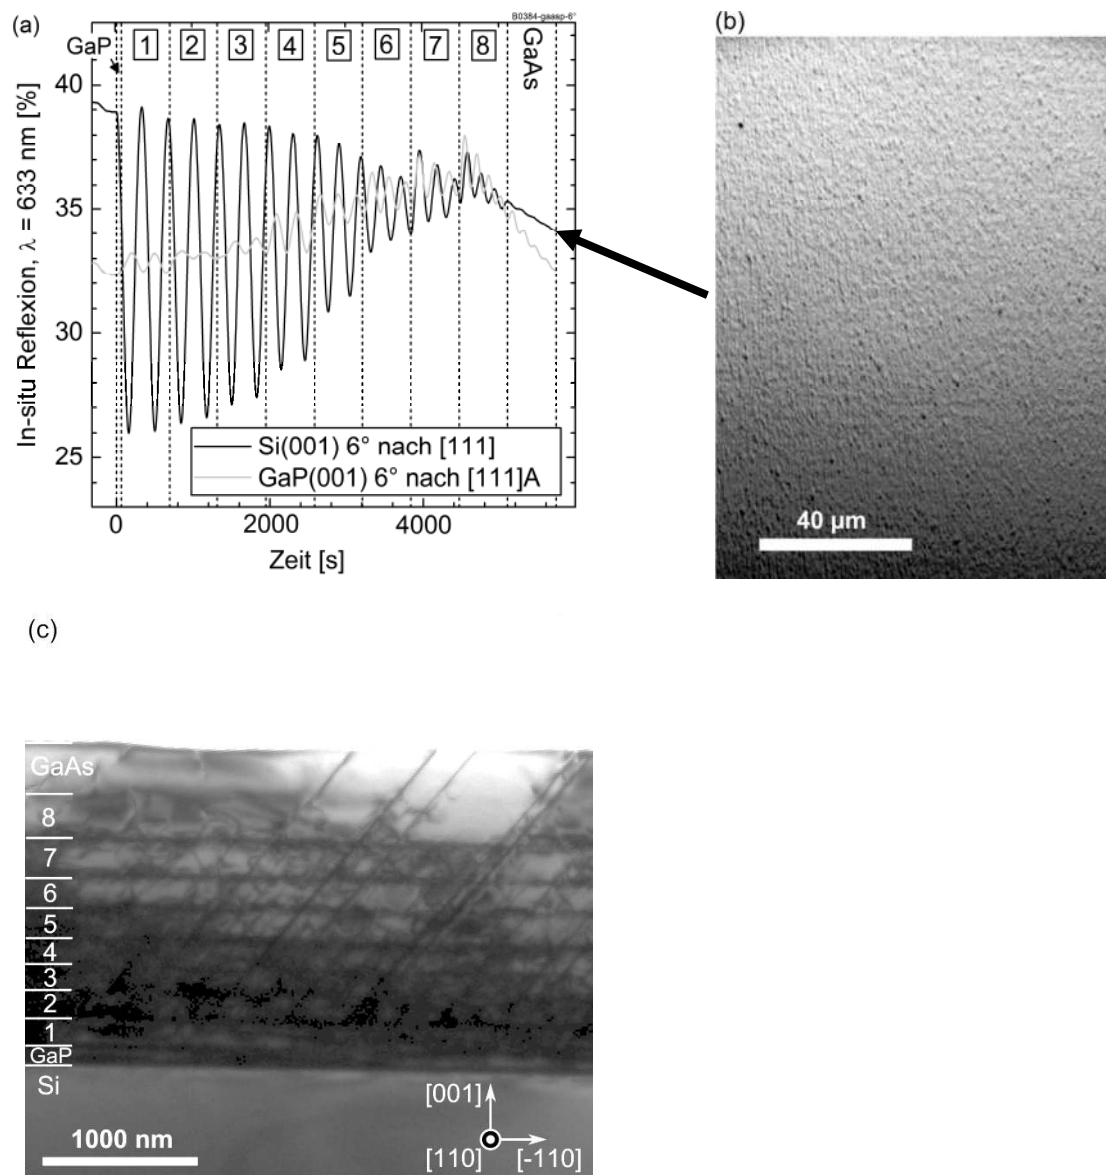 (a)
B0384-gaasp-6°
GaP
1 2 3 4 5 6 7 8 GaAs
40
35
30
25
In-situ Reflexion, λ = 633 nm [%]
Si(001) 6° nach [111]
GaP(001) 6° nach [111]A
0 2000 4000
Zeit [s]
(b)
40 µm
(c)
GaAs
8
7
6
5
4
3
2
1
GaP
Si
[001]
[110] [-110]
1000 nm